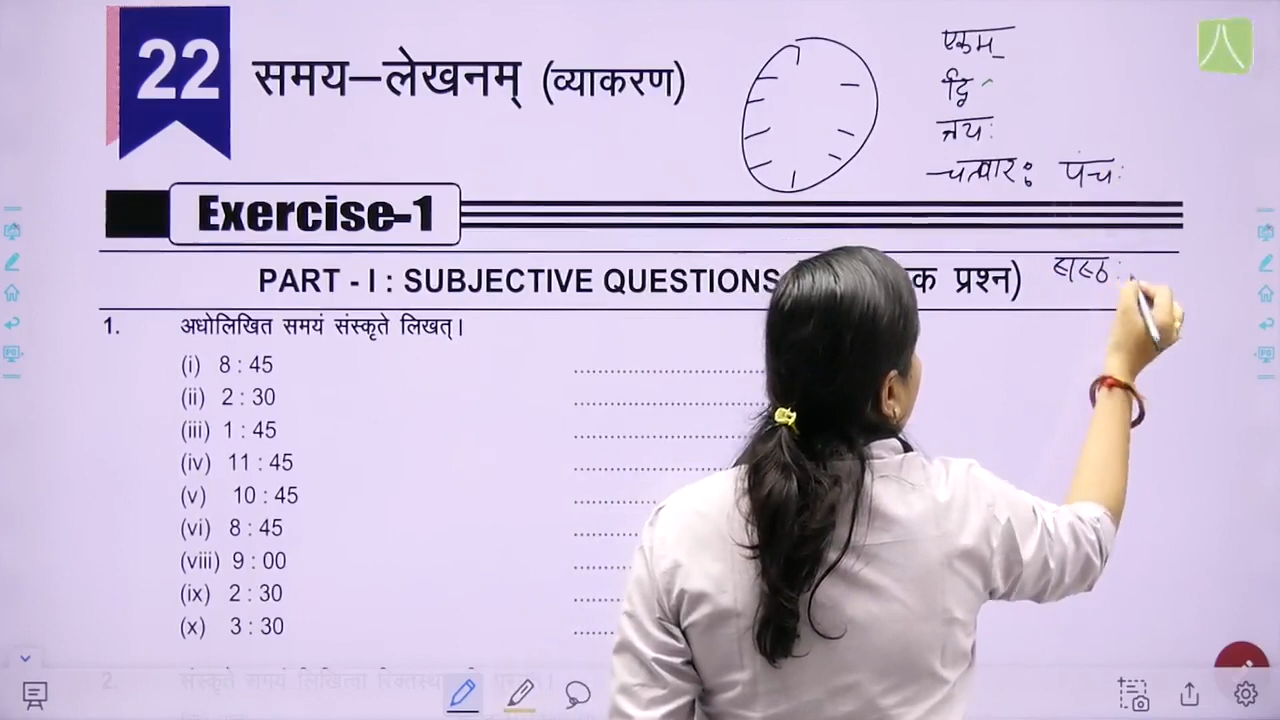 22
समय–लेखनम् (व्याकरण)
एकम्
द्वि
त्रयः
चत्वारः पंचः
Exercise-1
PART - I : SUBJECTIVE QUESTIONS क प्रश्न)
1. अधोलिखित समयं संस्कृते लिखत्।
(i) 8 : 45
(ii) 2 : 30
(iii) 1 : 45
(iv) 11 : 45
(v) 10 : 45
(vi) 8 : 45
(viii) 9 : 00
(ix) 2 : 30
(x) 3 : 30
2. संस्कृते समयं लिखित्वा